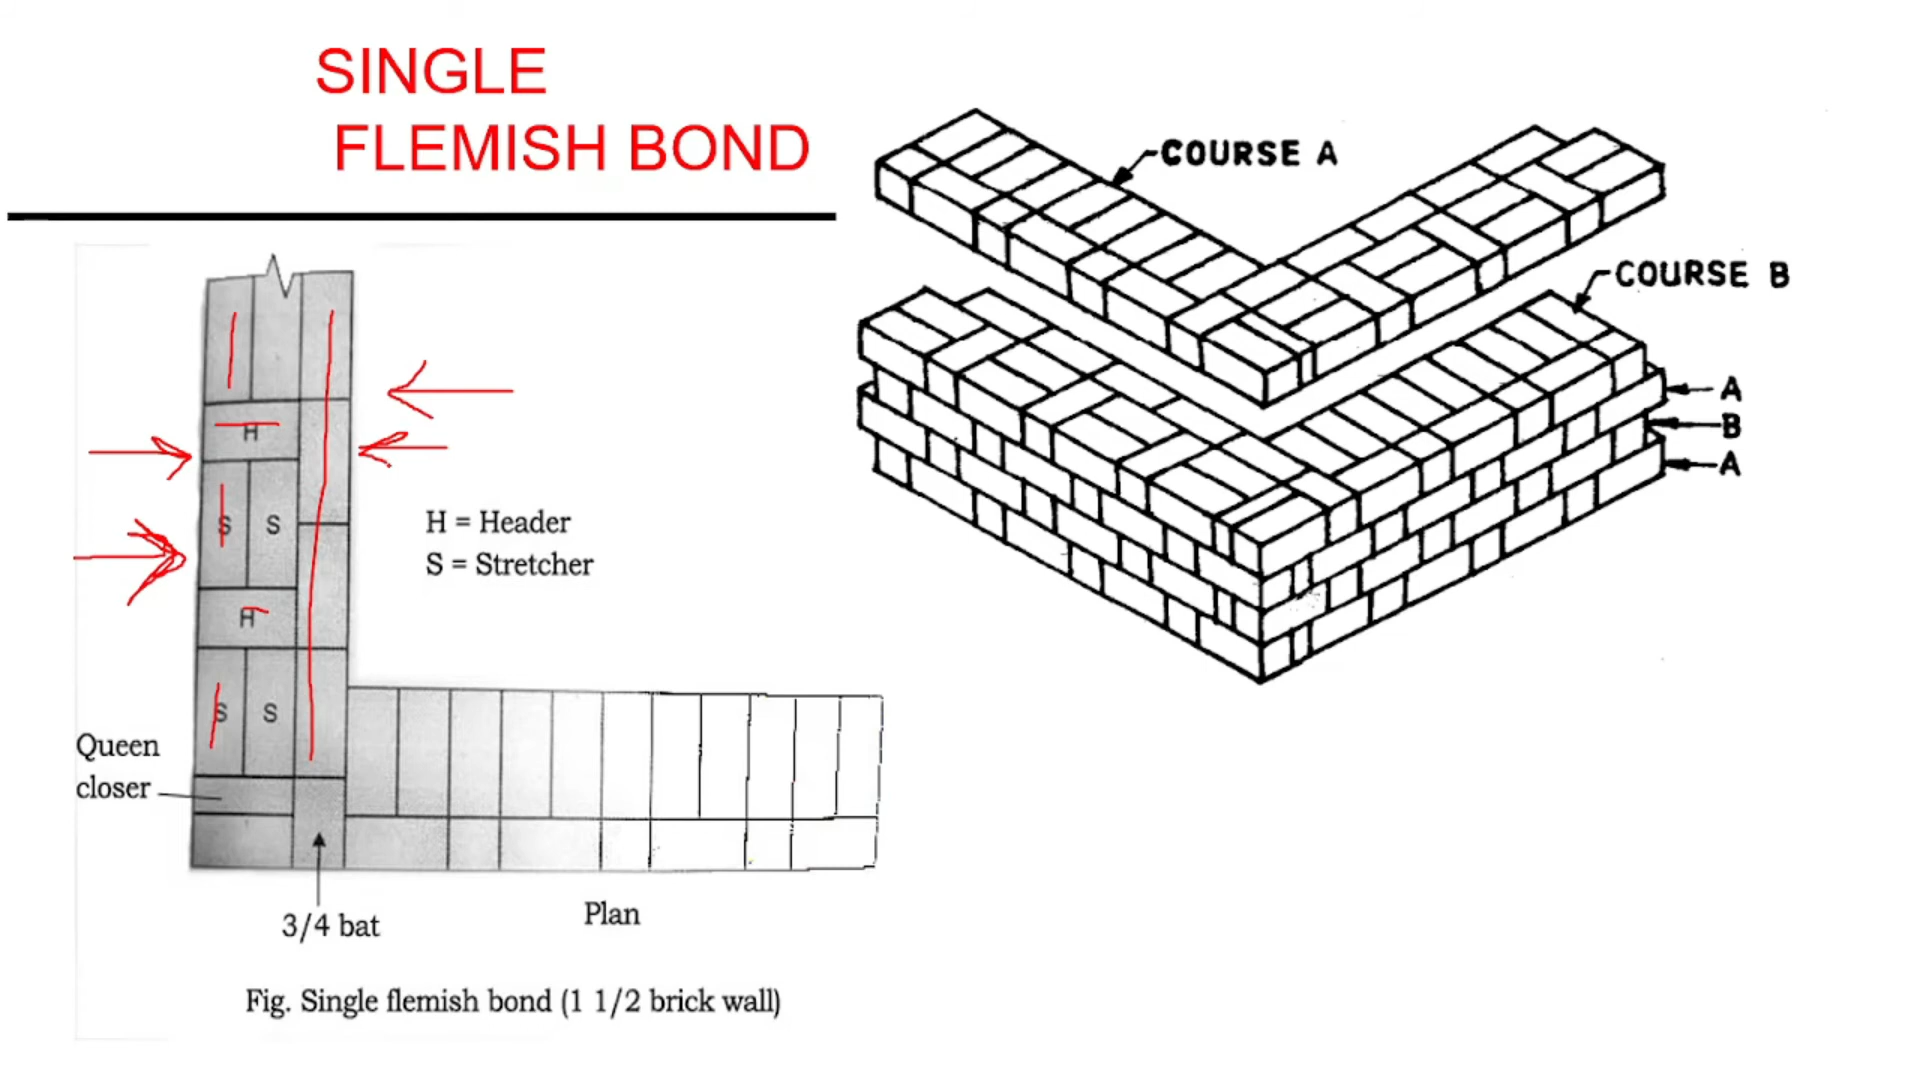 SINGLE
FLEMISH BOND
COURSE A
COURSE B
A
B
A
H
S S
H
S S
H = Header
S = Stretcher
Queen
closer
3/4 bat
Plan
Fig. Single flemish bond (1 1/2 brick wall)